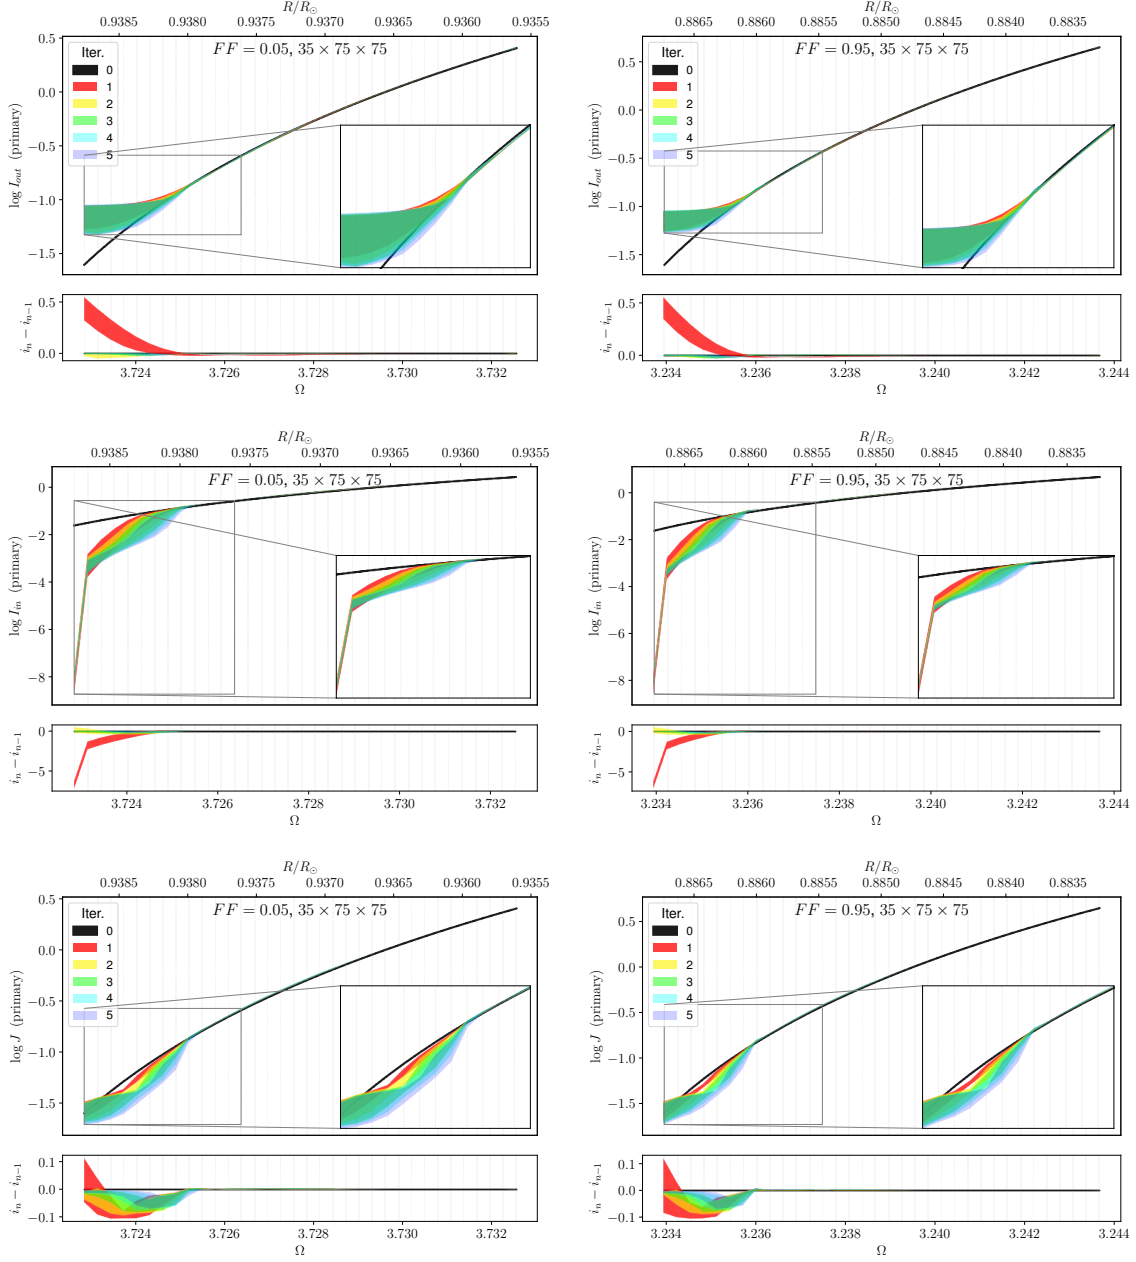 R/R⊙
0.9385 0.9380 0.9375 0.9370 0.9365 0.9360 0.9355
FF = 0.05, 35 × 75 × 75
Iter.
0
1
2
3
4
5
log I_out (primary)
0.5
0.0
−0.5
−1.0
−1.5
i_n − i_{n−1}
0.5
0.0
3.724 3.726 3.728 3.730 3.732
Ω
R/R⊙
0.8865 0.8860 0.8855 0.8850 0.8845 0.8840 0.8835
FF = 0.95, 35 × 75 × 75
Iter.
0
1
2
3
4
5
log I_out (primary)
0.5
0.0
−0.5
−1.0
−1.5
i_n − i_{n−1}
0.5
0.0
3.234 3.236 3.238 3.240 3.242 3.244
Ω
R/R⊙
0.9385 0.9380 0.9375 0.9370 0.9365 0.9360 0.9355
FF = 0.05, 35 × 75 × 75
log I_in (primary)
0
−2
−4
−6
−8
i_n − i_{n−1}
0
−5
3.724 3.726 3.728 3.730 3.732
Ω
R/R⊙
0.8865 0.8860 0.8855 0.8850 0.8845 0.8840 0.8835
FF = 0.95, 35 × 75 × 75
log I_in (primary)
0
−2
−4
−6
−8
i_n − i_{n−1}
0
−5
3.234 3.236 3.238 3.240 3.242 3.244
Ω
R/R⊙
0.9385 0.9380 0.9375 0.9370 0.9365 0.9360 0.9355
FF = 0.05, 35 × 75 × 75
Iter.
0
1
2
3
4
5
log J (primary)
0.5
0.0
−0.5
−1.0
−1.5
i_n − i_{n−1}
0.1
0.0
−0.1
3.724 3.726 3.728 3.730 3.732
Ω
R/R⊙
0.8865 0.8860 0.8855 0.8850 0.8845 0.8840 0.8835
FF = 0.95, 35 × 75 × 75
Iter.
0
1
2
3
4
5
log J (primary)
0.5
0.0
−0.5
−1.0
−1.5
i_n − i_{n−1}
0.1
0.0
−0.1
3.234 3.236 3.238 3.240 3.242 3.244
Ω